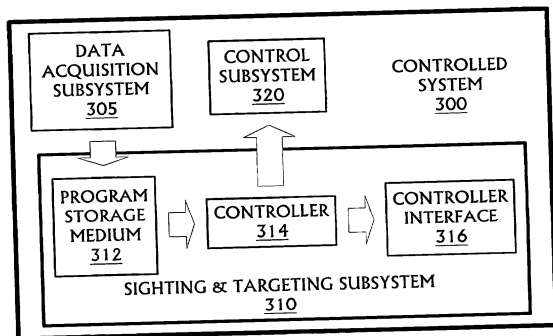 DATA
ACQUISITION
SUBSYSTEM
305
CONTROL
SUBSYSTEM
320
CONTROLLED
SYSTEM
300
PROGRAM
STORAGE
MEDIUM
312
CONTROLLER
314
CONTROLLER
INTERFACE
316
SIGHTING & TARGETING SUBSYSTEM
310